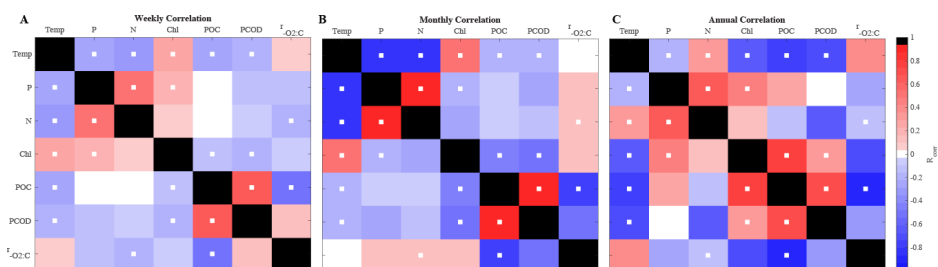 A Weekly Correlation
B Monthly Correlation
C Annual Correlation
Temp P N Chl POC PCOD r-O2:C
Temp P N Chl POC PCOD r-O2:C
Temp P N Chl POC PCOD r-O2:C
Temp
P
N
Chl
POC
PCOD
r-O2:C
1
0.8
0.6
0.4
0.2
0
-0.2
-0.4
-0.6
-0.8
R corr